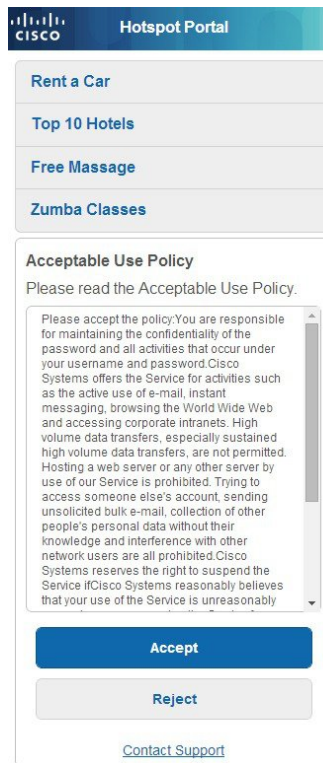 CISCO Hotspot Portal
Rent a Car
Top 10 Hotels
Free Massage
Zumba Classes
Acceptable Use Policy
Please read the Acceptable Use Policy.
Please accept the policy:You are responsible
for maintaining the confidentiality of the
password and all activities that occur under
your username and password.Cisco
Systems offers the Service for activities such
as the active use of e-mail, instant
messaging, browsing the World Wide Web
and accessing corporate intranets. High
volume data transfers, especially sustained
high volume data transfers, are not permitted.
Hosting a web server or any other server by
use of our Service is prohibited. Trying to
access someone else's account, sending
unsolicited bulk e-mail, collection of other
people's personal data without their
knowledge and interference with other
network users are all prohibited.Cisco
Systems reserves the right to suspend the
Service ifCisco Systems reasonably believes
that your use of the Service is unreasonably
Accept
Reject
Contact Support